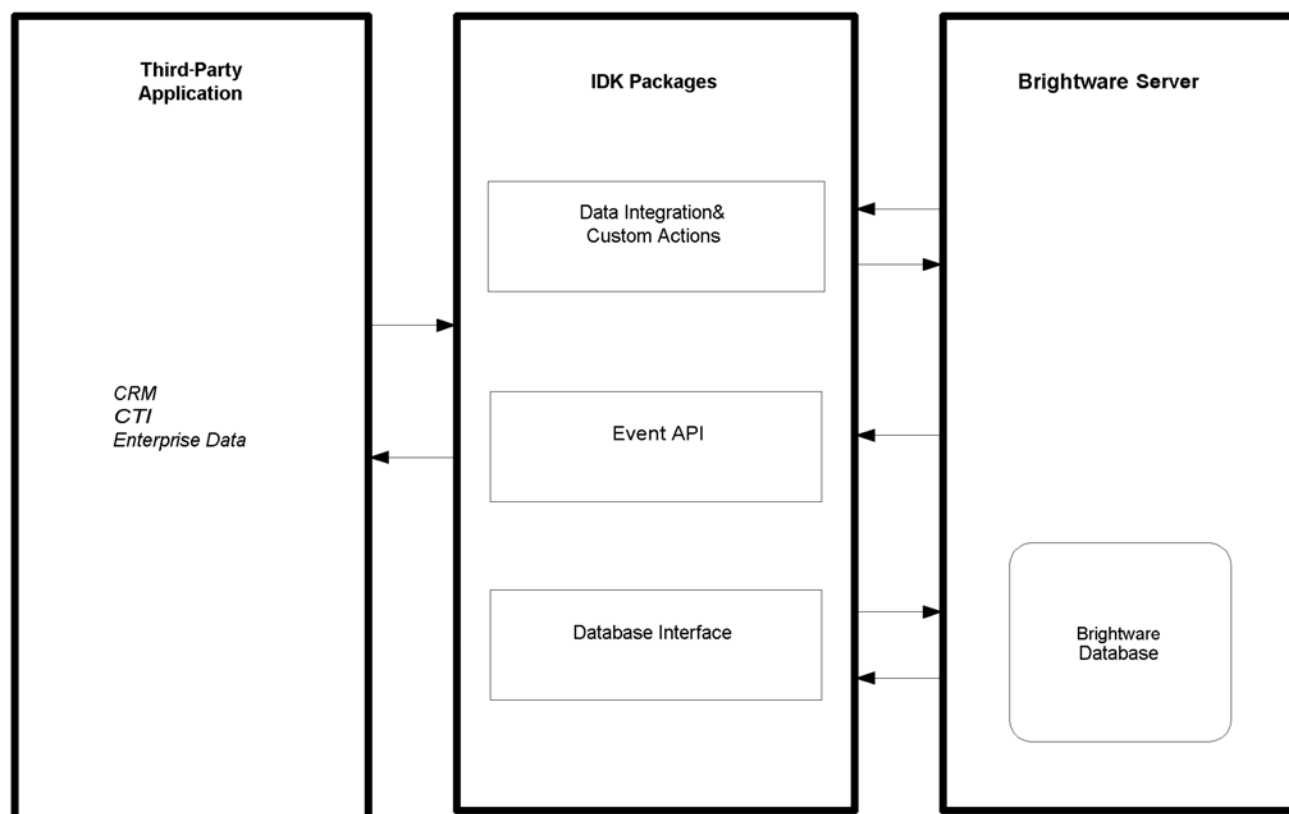 Third-Party
Application
CRM
CTI
Enterprise Data
IDK Packages
Data Integration&
Custom Actions
Event API
Database Interface
Brightware Server
Brightware
Database